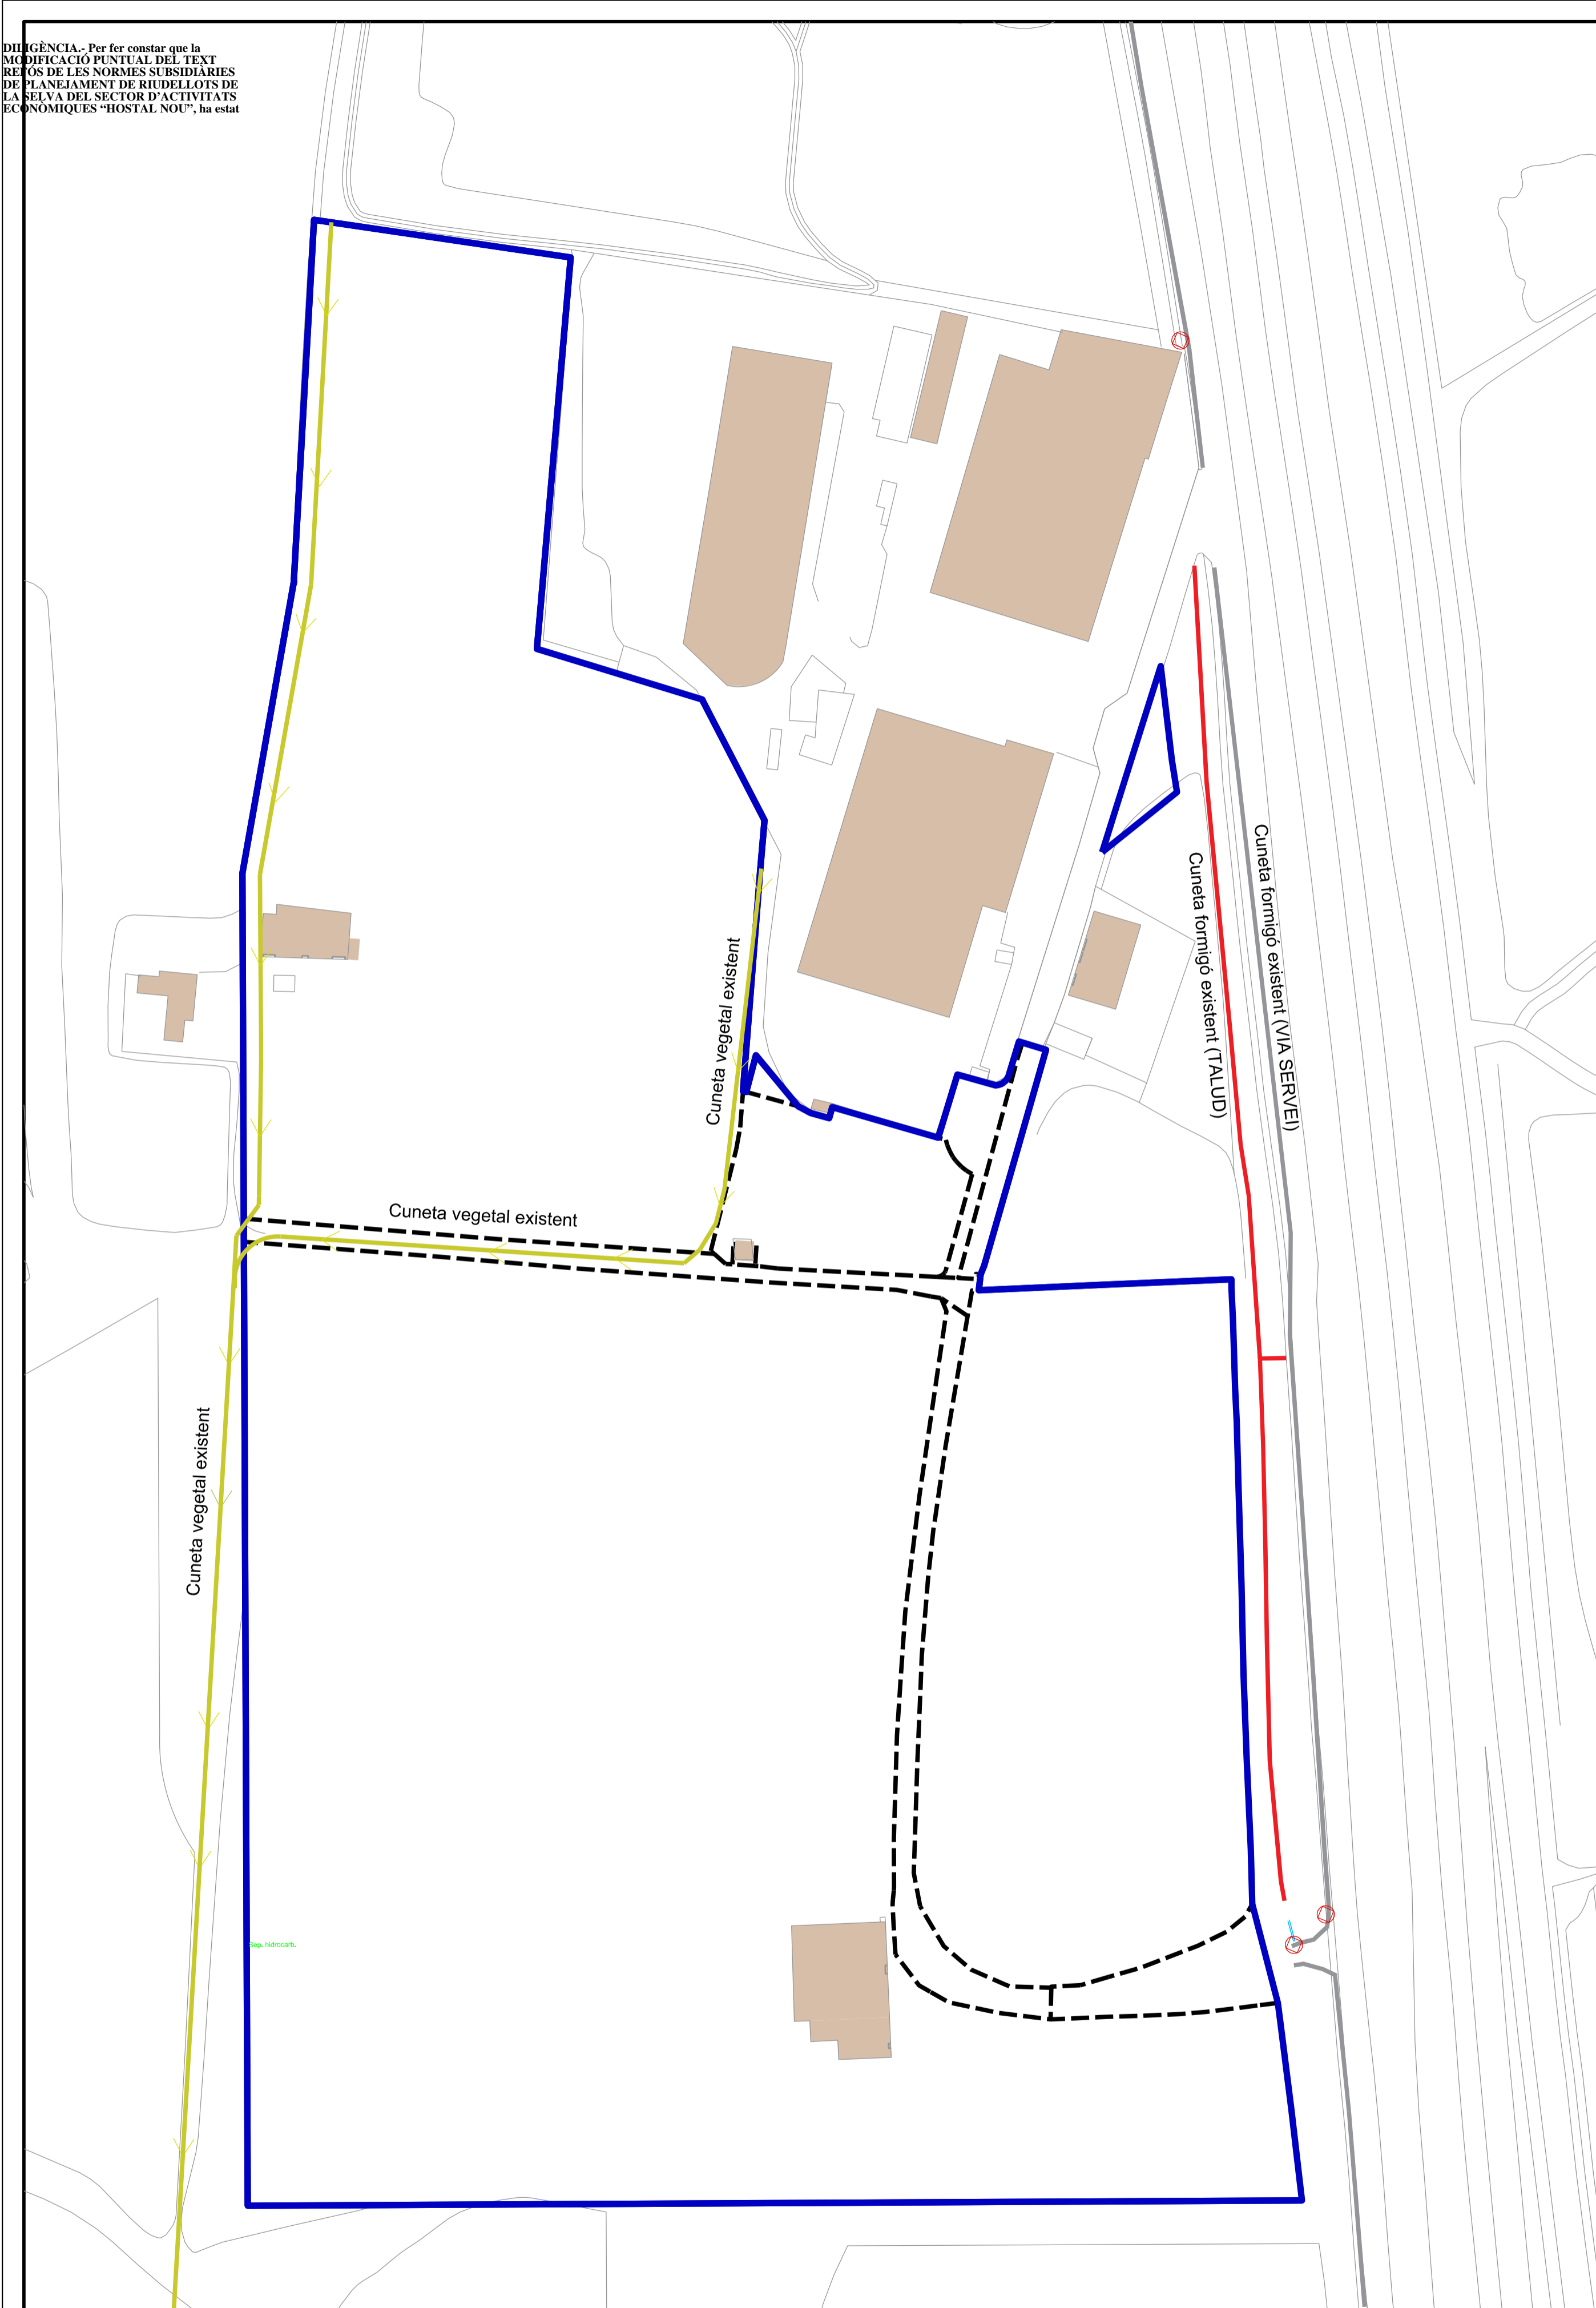 DILIGÈNCIA.- Per fer constar que la
MODIFICACIÓ PUNTUAL DEL TEXT
REFÓS DE LES NORMES SUBSIDIÀRIES
DE PLANEJAMENT DE RIUDELLOTS DE
LA SELVA DEL SECTOR D'ACTIVITATS
ECONÒMIQUES “HOSTAL NOU”, ha estat
Cuneta formigó existent (VIA SERVEI)
Cuneta formigó existent (TALUD)
Cuneta vegetal existent
Cuneta vegetal existent
Cuneta vegetal existent
Sep. hidrocarb.